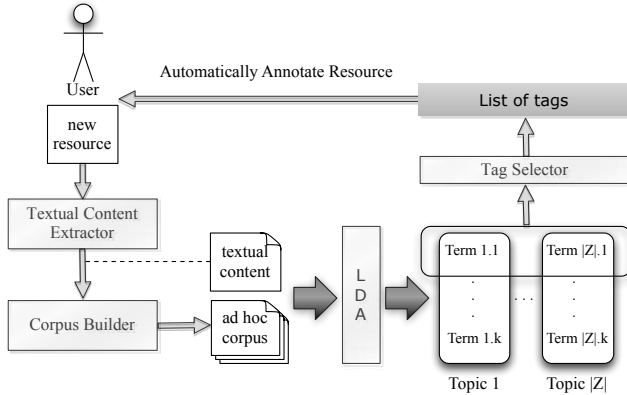 User
new
resource
Automatically Annotate Resource
List of tags
Tag Selector
Textual Content
Extractor
textual
content
Corpus Builder
ad hoc
corpus
L
D
A
Term 1.1
Term |Z|.1
.
.
.
. . .
.
.
.
Term 1.k
Term |Z|.k
Topic 1
Topic |Z|